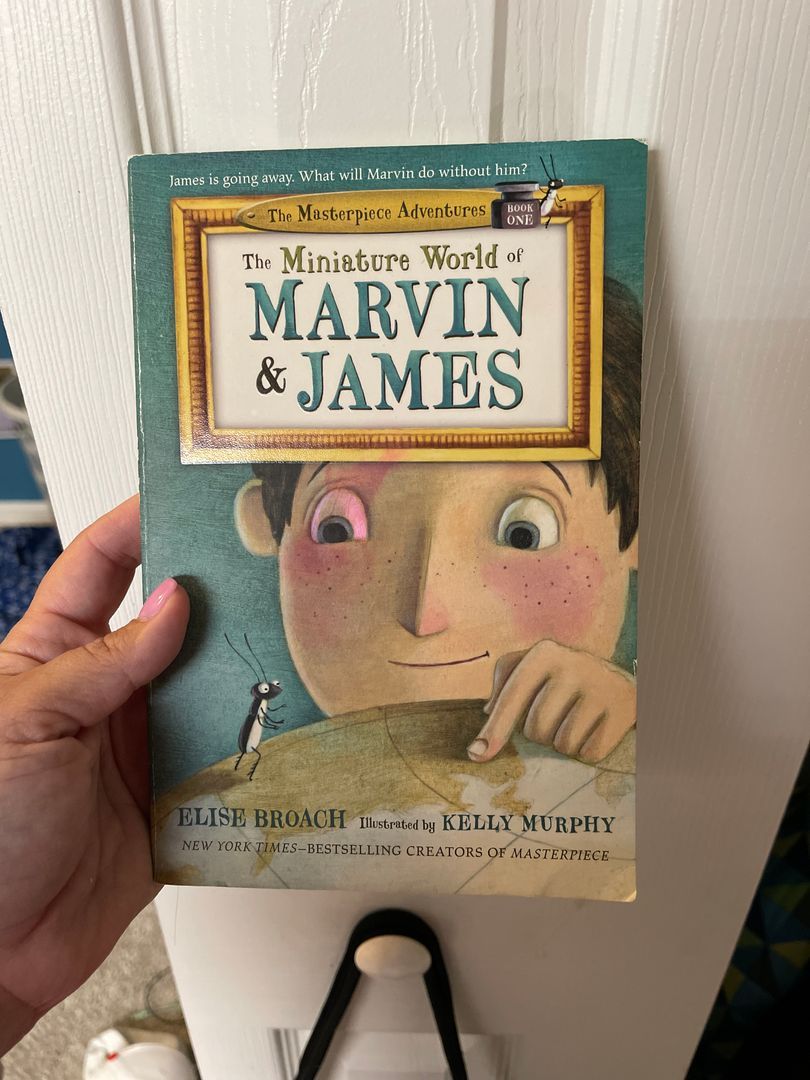 James is going away. What will Marvin do without him?
The Masterpiece Adventures
BOOK
ONE
The Miniature World of
MARVIN
& JAMES
ELISE BROACH Illustrated by KELLY MURPHY
NEW YORK TIMES–BESTSELLING CREATORS OF MASTERPIECE